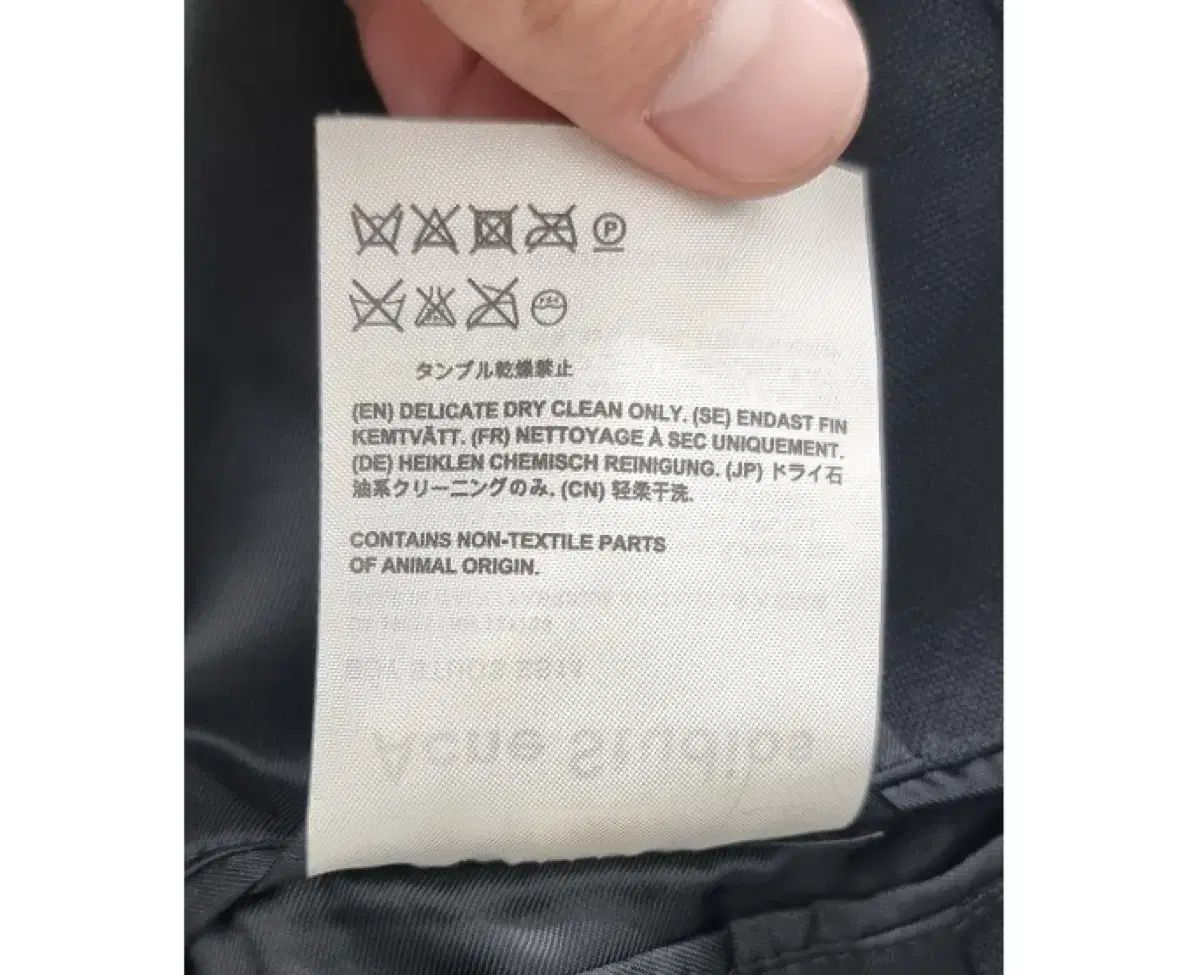 P
タンブル乾燥禁止
(EN) DELICATE DRY CLEAN ONLY. (SE) ENDAST FIN
KEMTVÄTT. (FR) NETTOYAGE À SEC UNIQUEMENT.
(DE) HEIKLEN CHEMISCH REINIGUNG. (JP) ドライ石
油系クリーニングのみ. (CN) 轻柔干洗.
CONTAINS NON-TEXTILE PARTS
OF ANIMAL ORIGIN.
Acne Studios